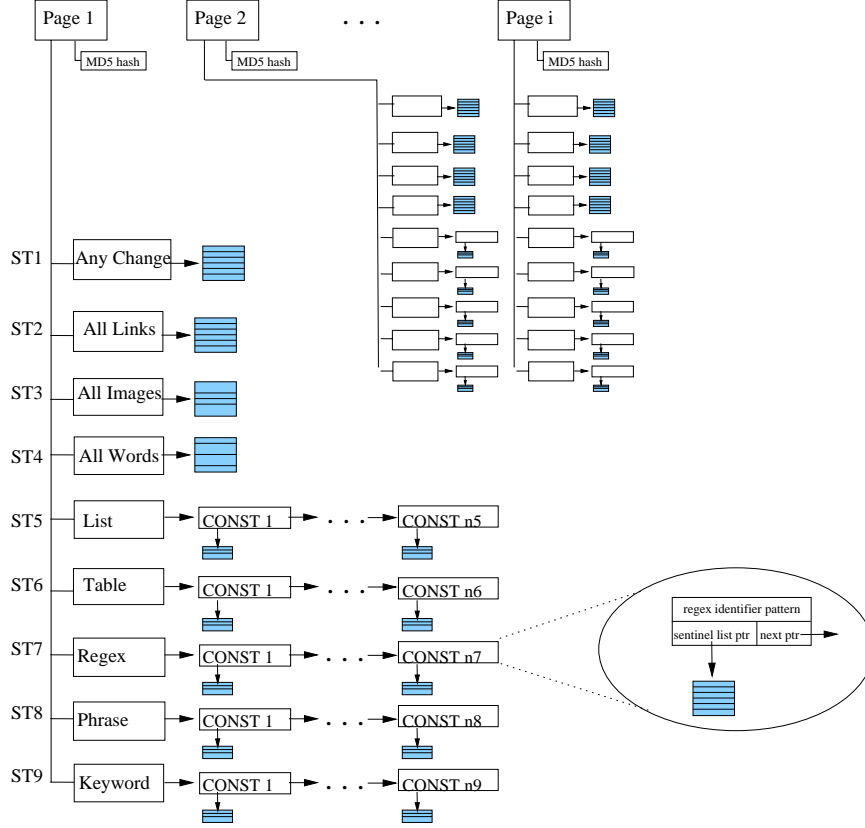 Page 1
Page 2
. . .
Page i
MD5 hash
MD5 hash
MD5 hash
ST1
Any Change
ST2
All Links
ST3
All Images
ST4
All Words
ST5
List
CONST 1
. . .
CONST n5
ST6
Table
CONST 1
. . .
CONST n6
ST7
Regex
CONST 1
. . .
CONST n7
ST8
Phrase
CONST 1
. . .
CONST n8
ST9
Keyword
CONST 1
. . .
CONST n9
regex identifier pattern
sentinel list ptr
next ptr